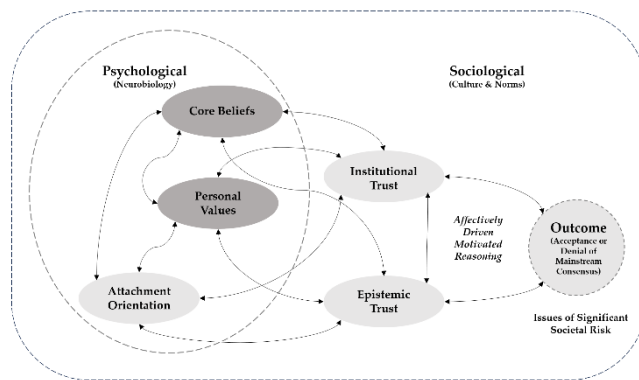 Psychological
(Neurobiology)
Sociological
(Culture & Norms)
Core Beliefs
Institutional
Trust
Personal
Values
Affectively
Driven
Motivated
Reasoning
Outcome
(Acceptance or
Denial of
Mainstream
Consensus)
Attachment
Orientation
Epistemic
Trust
Issues of Significant
Societal Risk